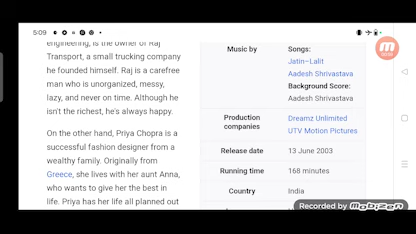 5:09
engineering, is the owner of Raj
Transport, a small trucking company
he founded himself. Raj is a carefree
man who is unorganized, messy,
lazy, and never on time. Although he
isn't the richest, he's always happy.
On the other hand, Priya Chopra is a
successful fashion designer from a
wealthy family. Originally from
Greece, she lives with her aunt Anna,
who wants to give her the best in
life. Priya has her life all planned out
Music by
Songs:
Jatin–Lalit
Aadesh Shrivastava
Background Score:
Aadesh Shrivastava
Production
companies
Dreamz Unlimited
UTV Motion Pictures
Release date
13 June 2003
Running time
168 minutes
Country
India
Recorded by
MOBIZEN